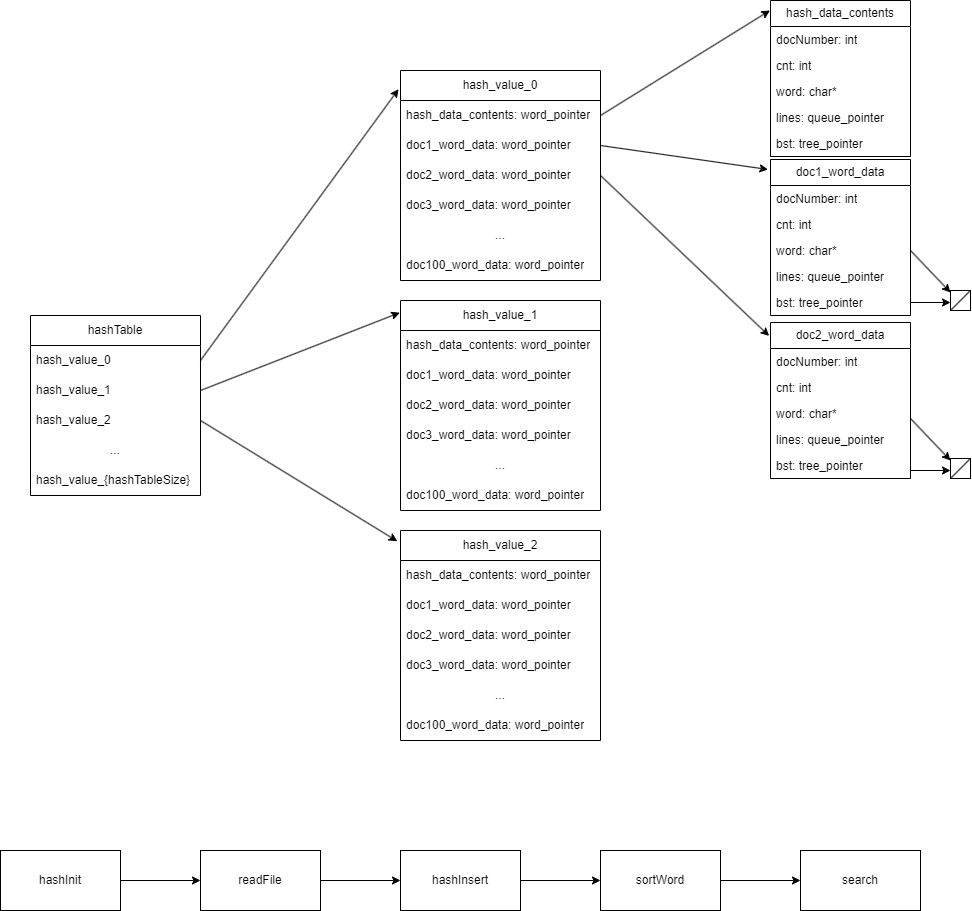 hash_data_contents
docNumber: int
cnt: int
word: char*
lines: queue_pointer
bst: tree_pointer
hash_value_0
hash_data_contents: word_pointer
doc1_word_data: word_pointer
doc2_word_data: word_pointer
doc3_word_data: word_pointer
...
doc100_word_data: word_pointer
doc1_word_data
docNumber: int
cnt: int
word: char*
lines: queue_pointer
bst: tree_pointer
hashTable
hash_value_0
hash_value_1
hash_value_2
...
hash_value_{hashTableSize}
hash_value_1
hash_data_contents: word_pointer
doc1_word_data: word_pointer
doc2_word_data: word_pointer
doc3_word_data: word_pointer
...
doc100_word_data: word_pointer
doc2_word_data
docNumber: int
cnt: int
word: char*
lines: queue_pointer
bst: tree_pointer
hash_value_2
hash_data_contents: word_pointer
doc1_word_data: word_pointer
doc2_word_data: word_pointer
doc3_word_data: word_pointer
...
doc100_word_data: word_pointer
hashInit
readFile
hashInsert
sortWord
search